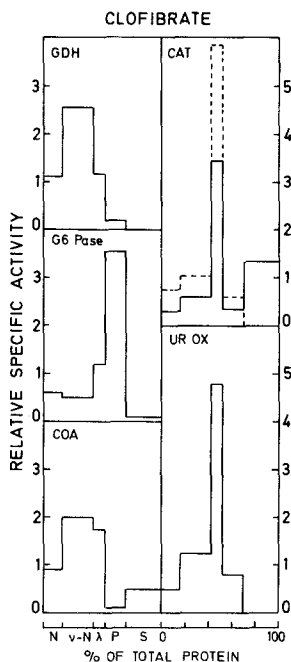 CLOFIBRATE
GDH
CAT
3
2
1
0
5
4
3
2
1
0
G6 Pase
3
2
1
0
UR OX
5
4
3
2
1
0
COA
3
2
1
0
RELATIVE SPECIFIC ACTIVITY
N ν-N λ P S 0 100
% OF TOTAL PROTEIN